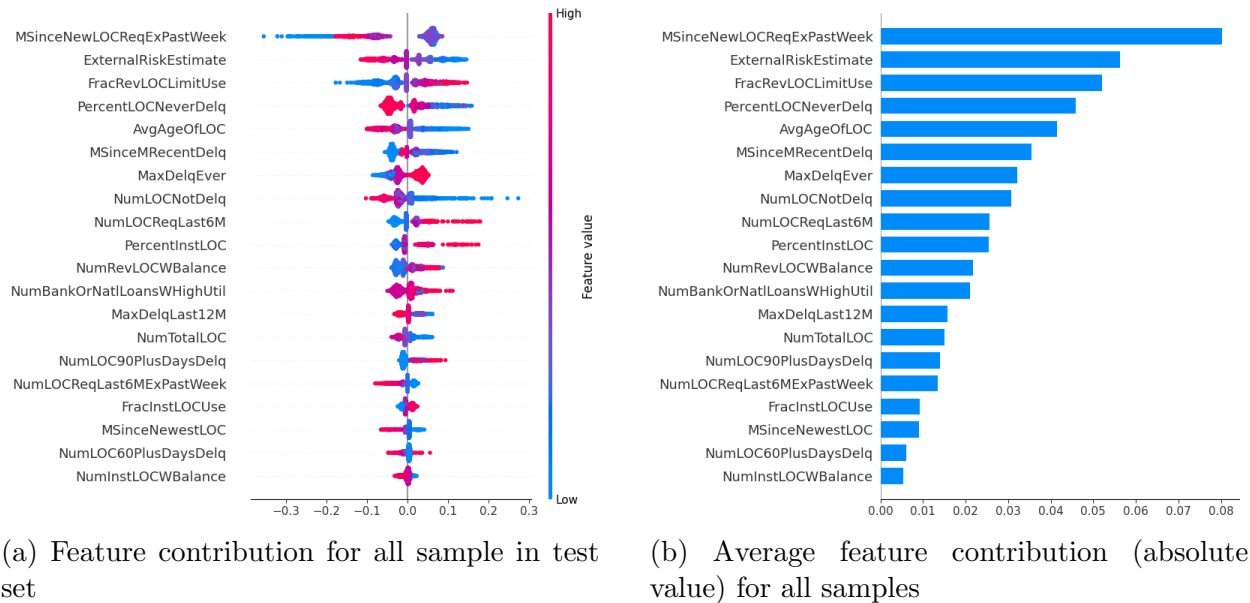 MSinceNewLOCReqExPastWeek
ExternalRiskEstimate
FracRevLOCLimitUse
PercentLOCNeverDelq
AvgAgeOfLOC
MSinceMRecentDelq
MaxDelqEver
NumLOCNotDelq
NumLOCReqLast6M
PercentInstLOC
NumRevLOCWBalance
NumBankOrNatlLoansWHighUtil
MaxDelqLast12M
NumTotalLOC
NumLOC90PlusDaysDelq
NumLOCReqLast6MExPastWeek
FracInstLOCUse
MSinceNewestLOC
NumLOC60PlusDaysDelq
NumInstLOCWBalance
−0.3 −0.2 −0.1 0.0 0.1 0.2 0.3
High
Feature value
Low
(a) Feature contribution for all sample in test
set
MSinceNewLOCReqExPastWeek
ExternalRiskEstimate
FracRevLOCLimitUse
PercentLOCNeverDelq
AvgAgeOfLOC
MSinceMRecentDelq
MaxDelqEver
NumLOCNotDelq
NumLOCReqLast6M
PercentInstLOC
NumRevLOCWBalance
NumBankOrNatlLoansWHighUtil
MaxDelqLast12M
NumTotalLOC
NumLOC90PlusDaysDelq
NumLOCReqLast6MExPastWeek
FracInstLOCUse
MSinceNewestLOC
NumLOC60PlusDaysDelq
NumInstLOCWBalance
0.00 0.01 0.02 0.03 0.04 0.05 0.06 0.07 0.08
(b) Average feature contribution (absolute
value) for all samples